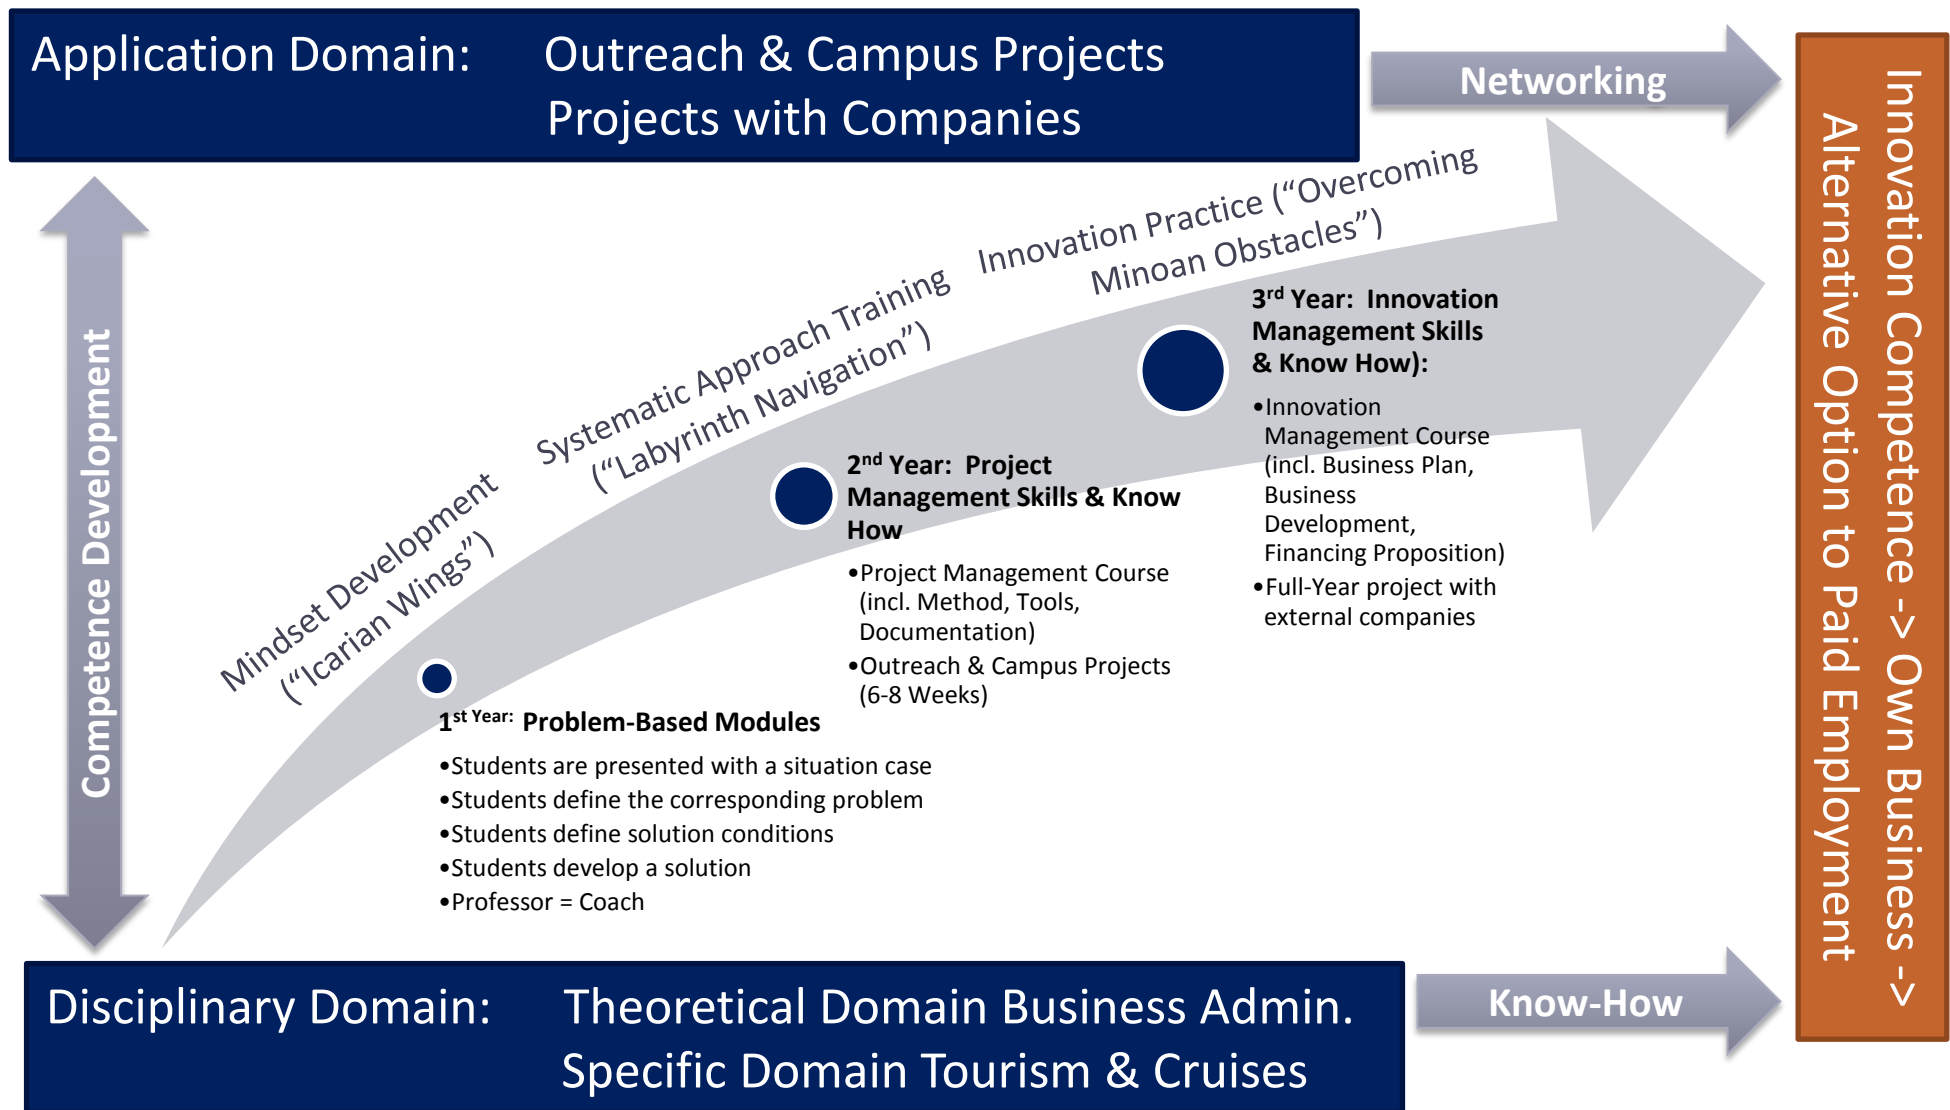 Application Domain: Outreach & Campus Projects
Projects with Companies
Networking
Innovation Competence -> Own Business ->
Alternative Option to Paid Employment
Competence Development
Mindset Development
(“Icarian Wings”)
Systematic Approach Training
(“Labyrinth Navigation”)
Innovation Practice (“Overcoming
Minoan Obstacles”)
1st Year: Problem-Based Modules
•Students are presented with a situation case
•Students define the corresponding problem
•Students define solution conditions
•Students develop a solution
•Professor = Coach
2nd Year: Project
Management Skills & Know
How
•Project Management Course
(incl. Method, Tools,
Documentation)
•Outreach & Campus Projects
(6-8 Weeks)
3rd Year: Innovation
Management Skills
& Know How):
•Innovation
Management Course
(incl. Business Plan,
Business
Development,
Financing Proposition)
•Full-Year project with
external companies
Disciplinary Domain: Theoretical Domain Business Admin.
Specific Domain Tourism & Cruises
Know-How